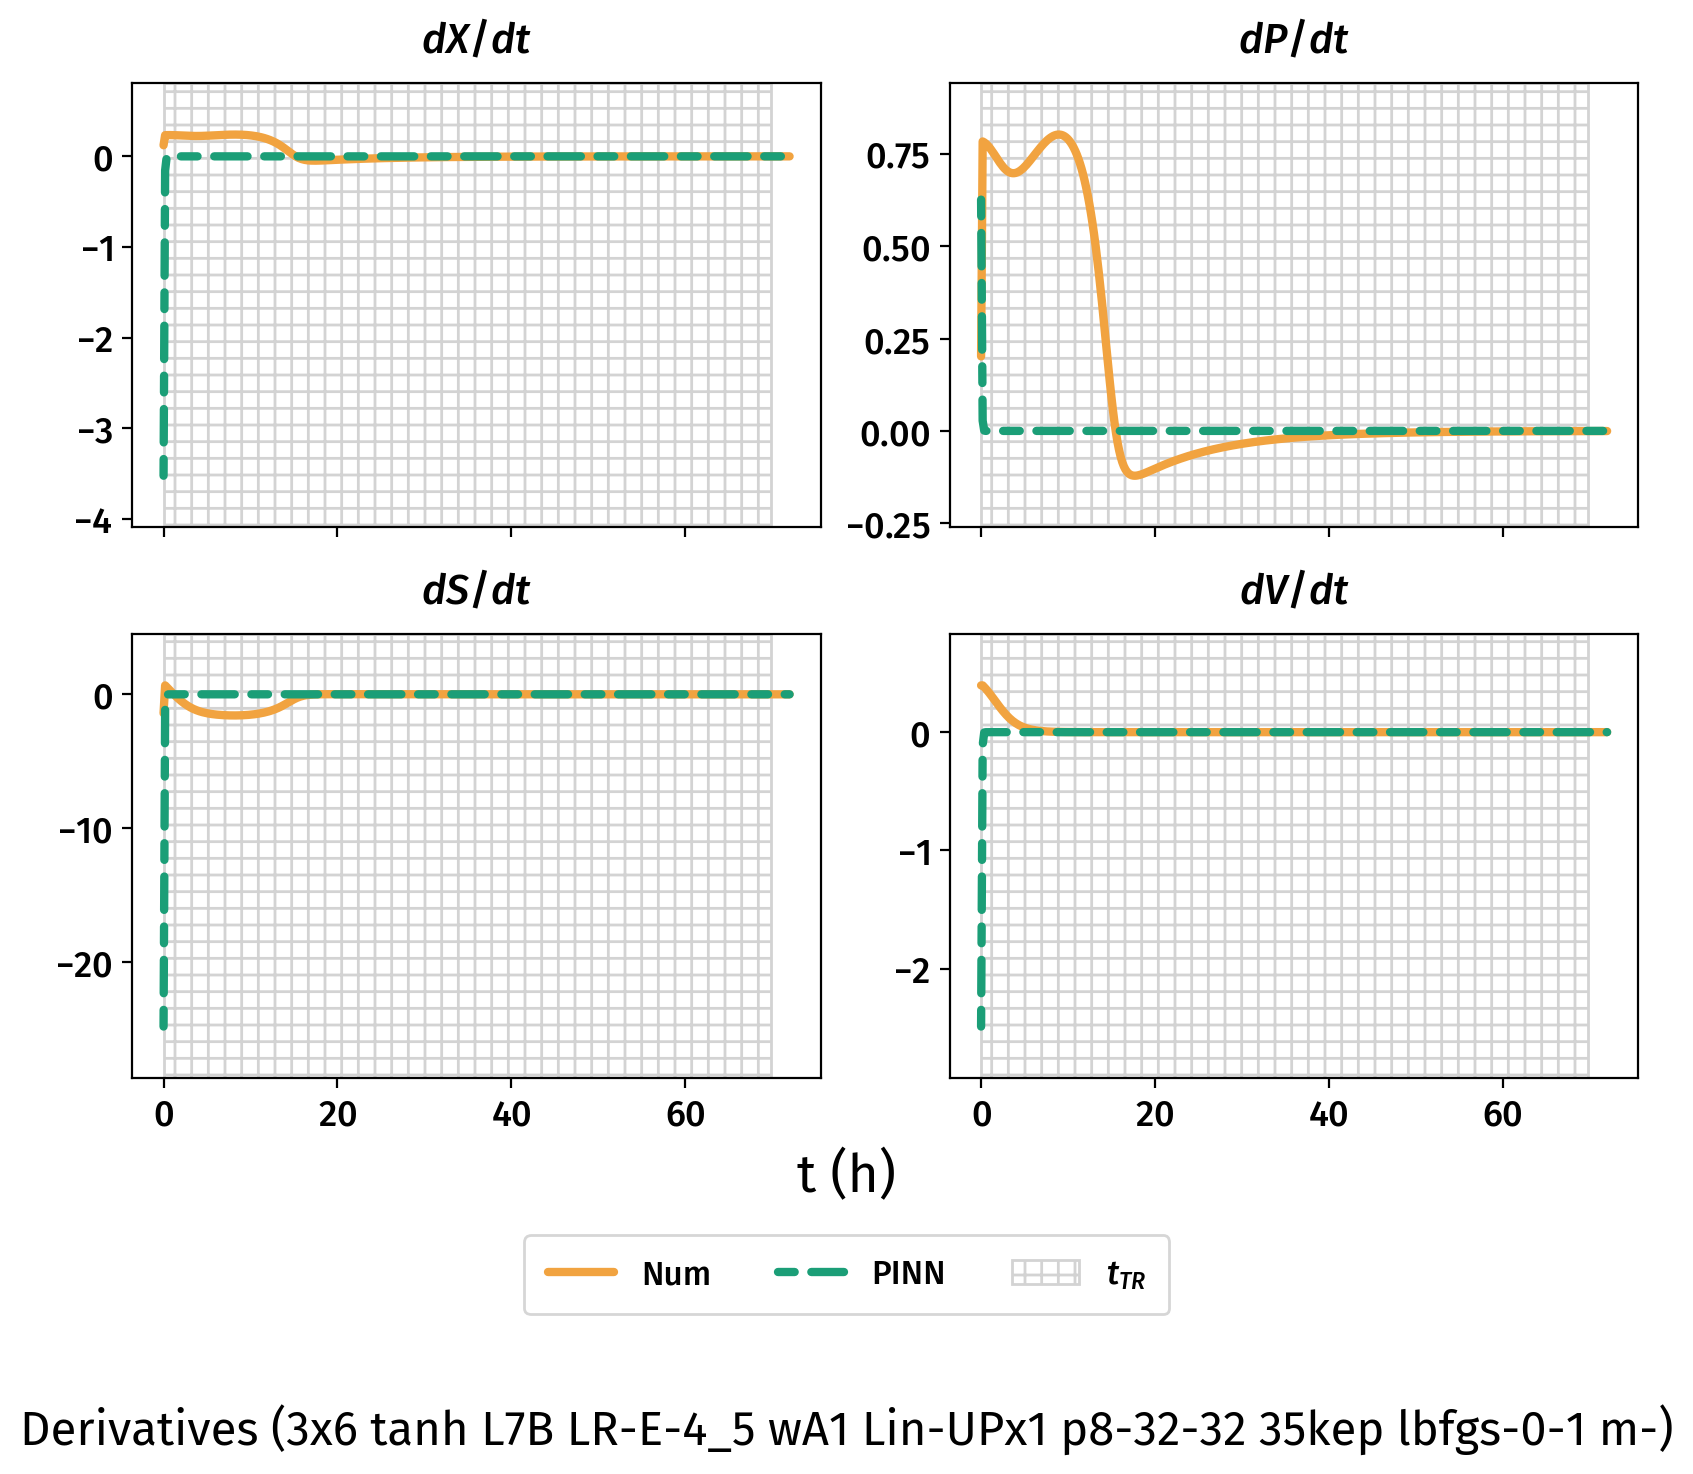 dX/dt
dP/dt
0
−1
−2
−3
−4
0.75
0.50
0.25
0.00
−0.25
dS/dt
dV/dt
0
−10
−20
0
−1
−2
0 20 40 60
0 20 40 60
t (h)
Num PINN tTR
Derivatives (3x6 tanh L7B LR-E-4_5 wA1 Lin-UPx1 p8-32-32 35kep lbfgs-0-1 m-)